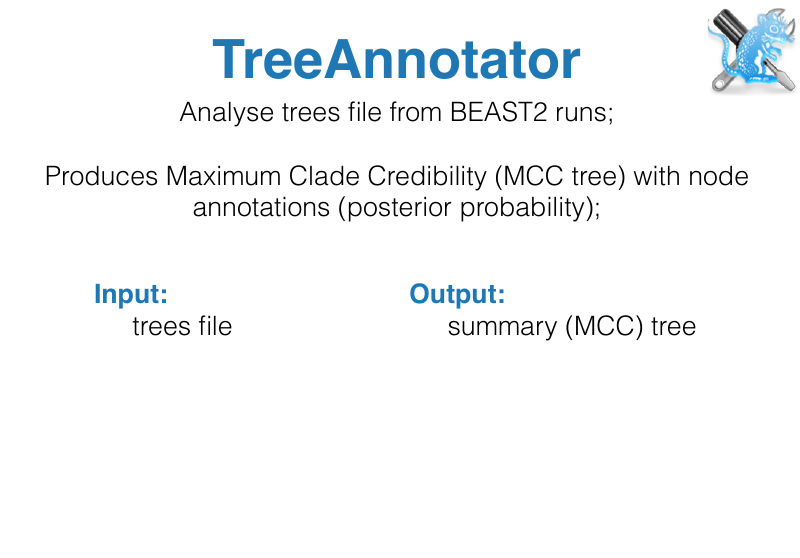 TreeAnnotator
Analyse trees file from BEAST2 runs;
Produces Maximum Clade Credibility (MCC tree) with node
annotations (posterior probability);
Input:
trees file
Output:
summary (MCC) tree